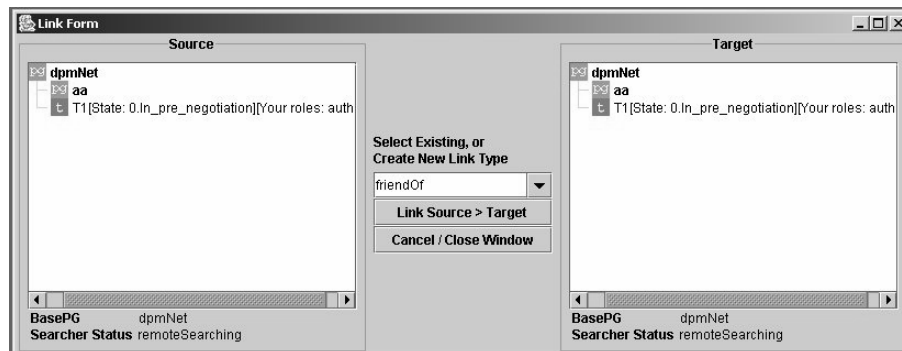 Link Form
Source
pg dpmNet
pg aa
t T1[State: 0.In_pre_negotiation][Your roles: auth
BasePG dpmNet
Searcher Status remoteSearching
Select Existing, or
Create New Link Type
friendOf
Link Source > Target
Cancel / Close Window
Target
pg dpmNet
pg aa
t T1[State: 0.In_pre_negotiation][Your roles: auth
BasePG dpmNet
Searcher Status remoteSearching